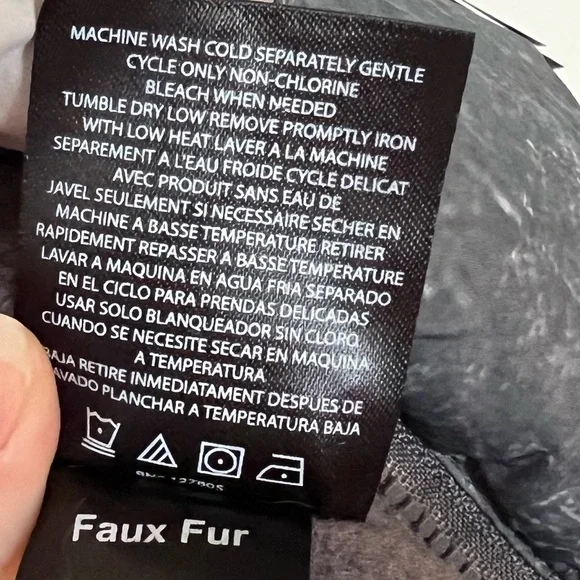 MACHINE WASH COLD SEPARATELY GENTLE
CYCLE ONLY NON-CHLORINE
BLEACH WHEN NEEDED
TUMBLE DRY LOW REMOVE PROMPTLY IRON
WITH LOW HEAT LAVER A LA MACHINE
SEPAREMENT A L'EAU FROIDE CYCLE DELICAT
AVEC PRODUIT SANS EAU DE
JAVEL SEULEMENT SI NECESSAIRE SECHER EN
MACHINE A BASSE TEMPERATURE RETIRER
RAPIDEMENT REPASSER A BASSE TEMPERATURE
LAVAR A MAQUINA EN AGUA FRIA SEPARADO
EN EL CICLO PARA PRENDAS DELICADAS
USAR SOLO BLANQUEADOR SIN CLORO
CUANDO SE NECESITE SECAR EN MAQUINA
A TEMPERATURA
BAJA RETIRE INMEDIATAMENT DESPUES DE
LAVADO PLANCHAR A TEMPERATURA BAJA
Faux Fur